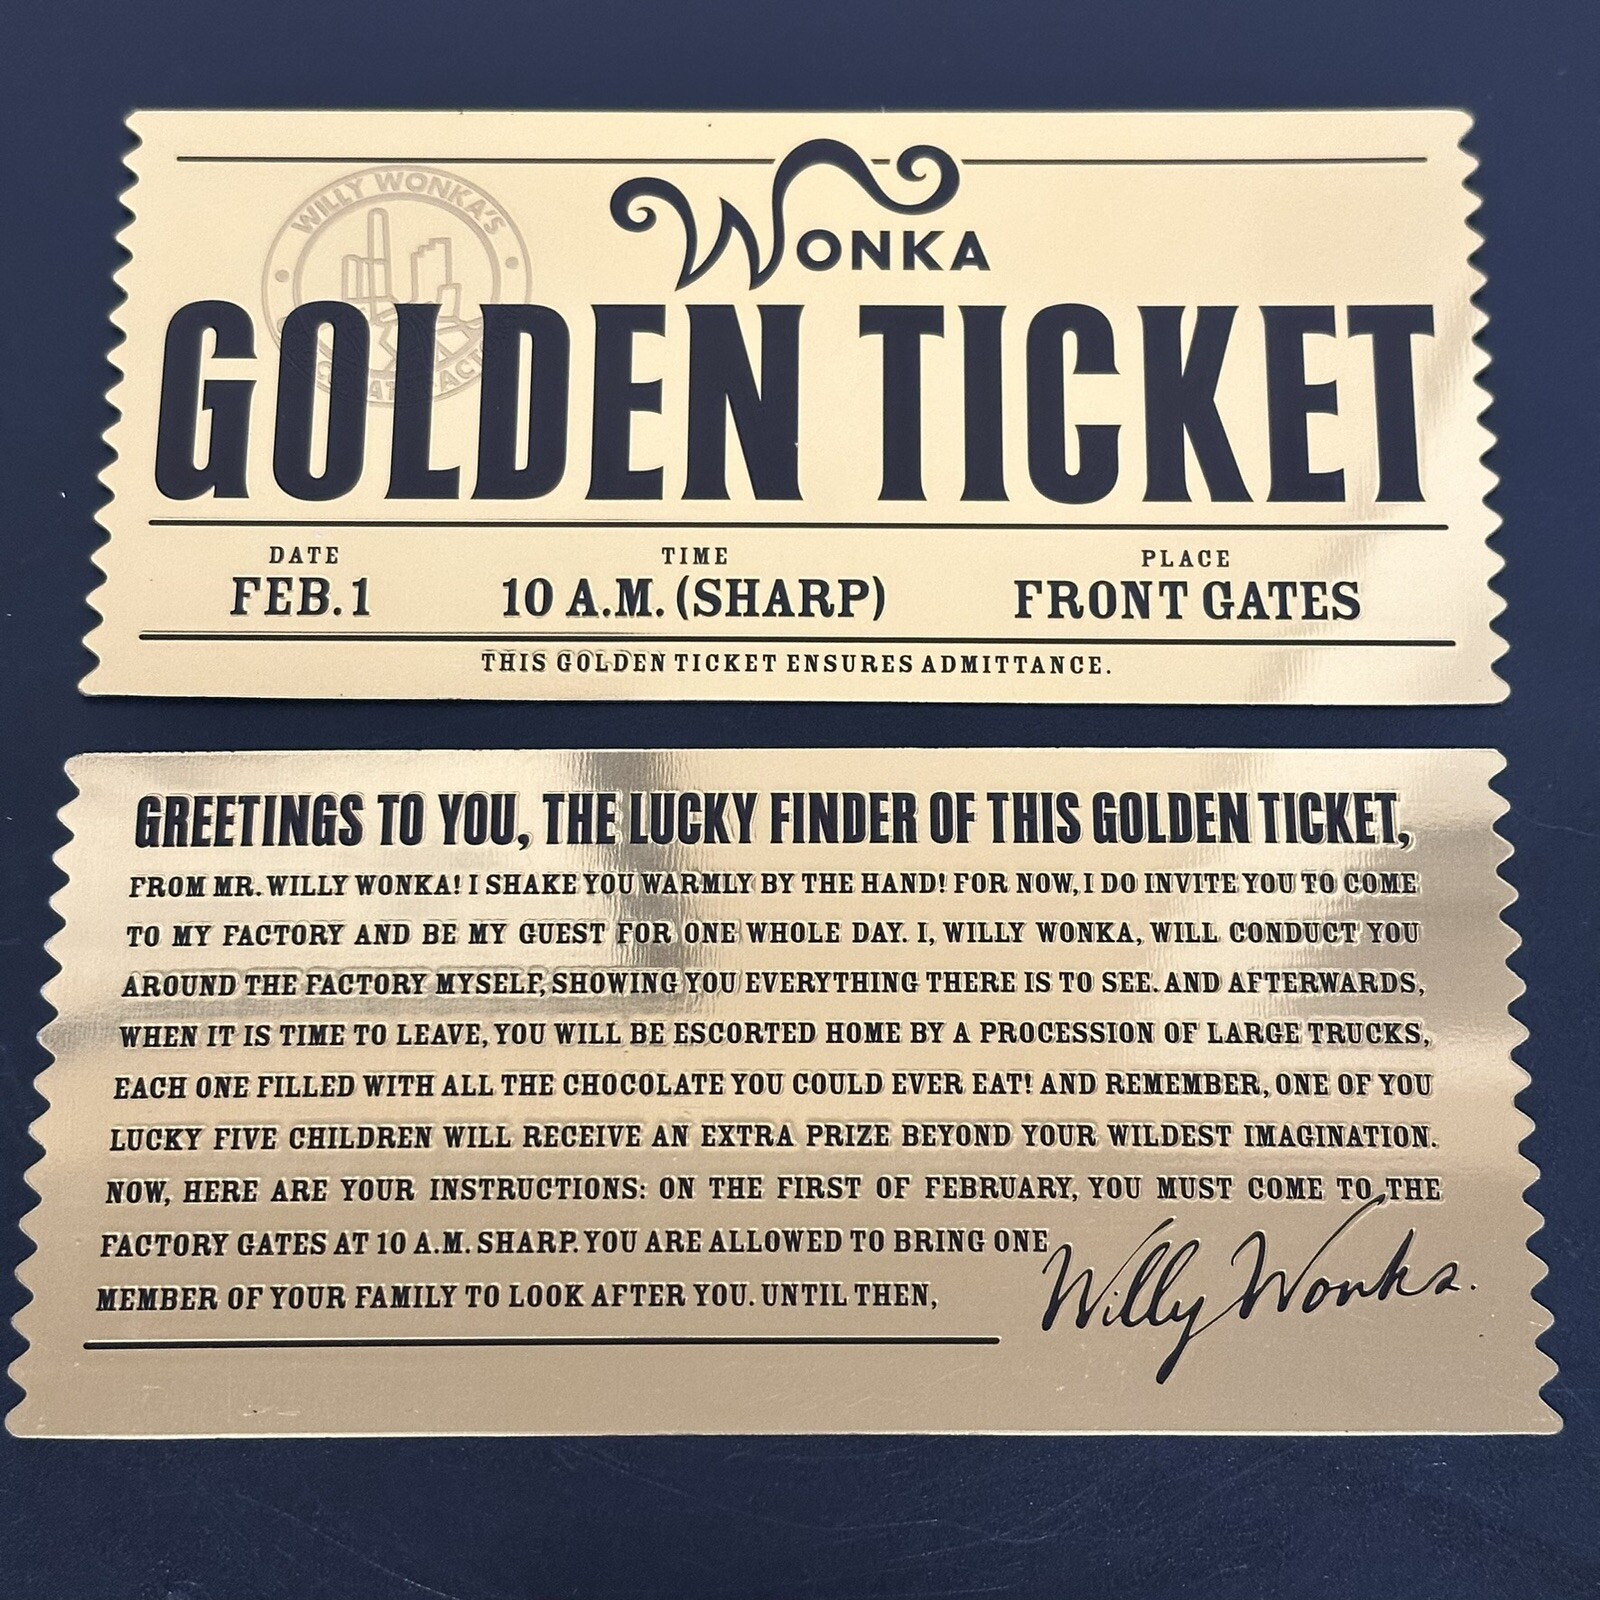 WILLY WONKA'S
WONKA
GOLDEN TICKET
DATE TIME PLACE
FEB. 1 10 A.M. (SHARP) FRONT GATES
THIS GOLDEN TICKET ENSURES ADMITTANCE.
GREETINGS TO YOU, THE LUCKY FINDER OF THIS GOLDEN TICKET,
FROM MR. WILLY WONKA! I SHAKE YOU WARMLY BY THE HAND! FOR NOW, I DO INVITE YOU TO COME
TO MY FACTORY AND BE MY GUEST FOR ONE WHOLE DAY. I, WILLY WONKA, WILL CONDUCT YOU
AROUND THE FACTORY MYSELF, SHOWING YOU EVERYTHING THERE IS TO SEE. AND AFTERWARDS,
WHEN IT IS TIME TO LEAVE, YOU WILL BE ESCORTED HOME BY A PROCESSION OF LARGE TRUCKS,
EACH ONE FILLED WITH ALL THE CHOCOLATE YOU COULD EVER EAT! AND REMEMBER, ONE OF YOU
LUCKY FIVE CHILDREN WILL RECEIVE AN EXTRA PRIZE BEYOND YOUR WILDEST IMAGINATION.
NOW, HERE ARE YOUR INSTRUCTIONS: ON THE FIRST OF FEBRUARY, YOU MUST COME TO THE
FACTORY GATES AT 10 A.M. SHARP. YOU ARE ALLOWED TO BRING ONE
MEMBER OF YOUR FAMILY TO LOOK AFTER YOU. UNTIL THEN,
Willy Wonka.